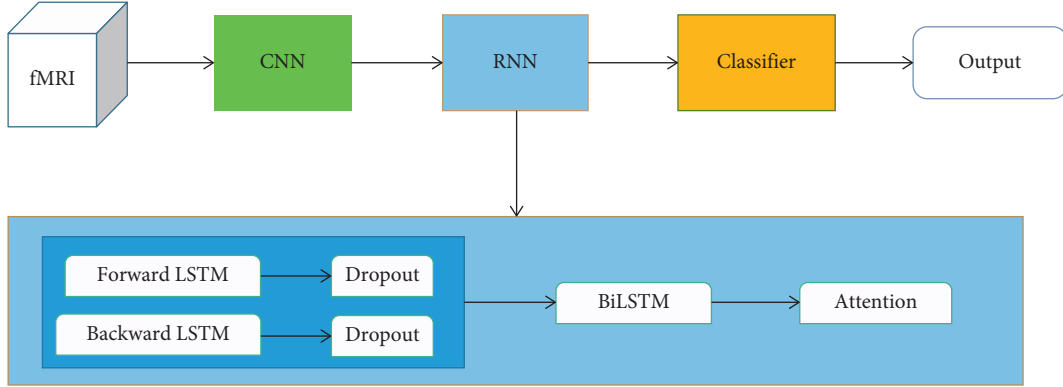 fMRI
CNN
RNN
Classifier
Output
Forward LSTM
Dropout
Backward LSTM
Dropout
BiLSTM
Attention